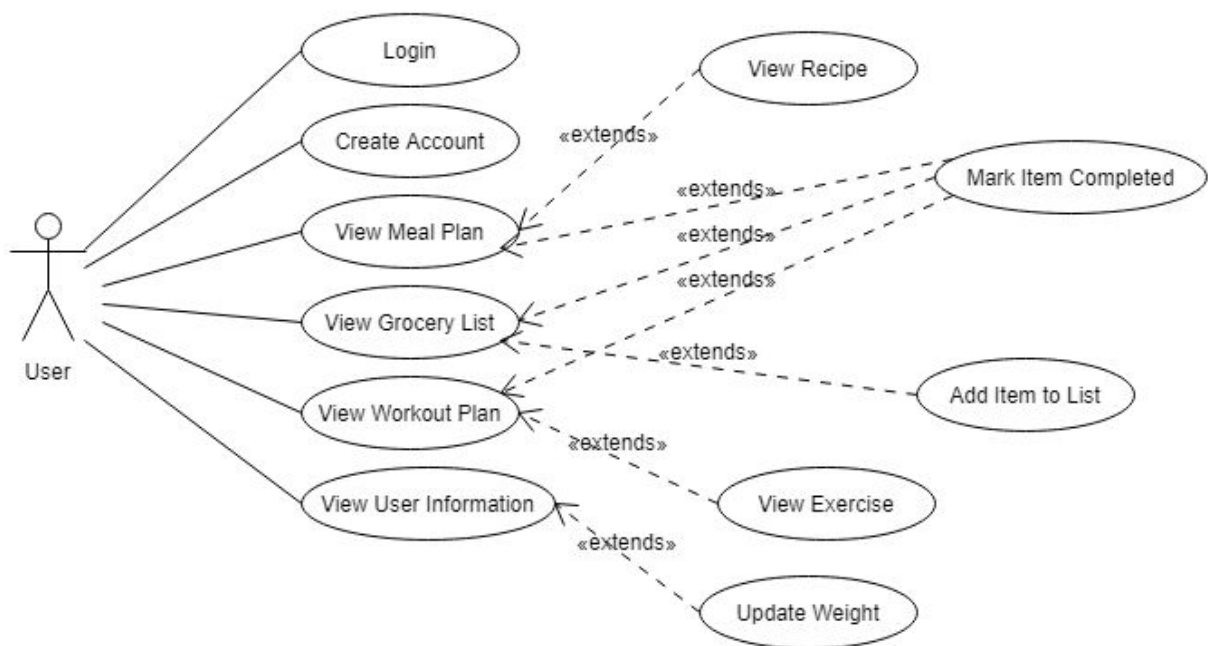 Login
View Recipe
«extends»
Create Account
«extends»
Mark Item Completed
View Meal Plan
«extends»
«extends»
View Grocery List
«extends»
User
Add Item to List
View Workout Plan
«extends»
View User Information
View Exercise
«extends»
Update Weight